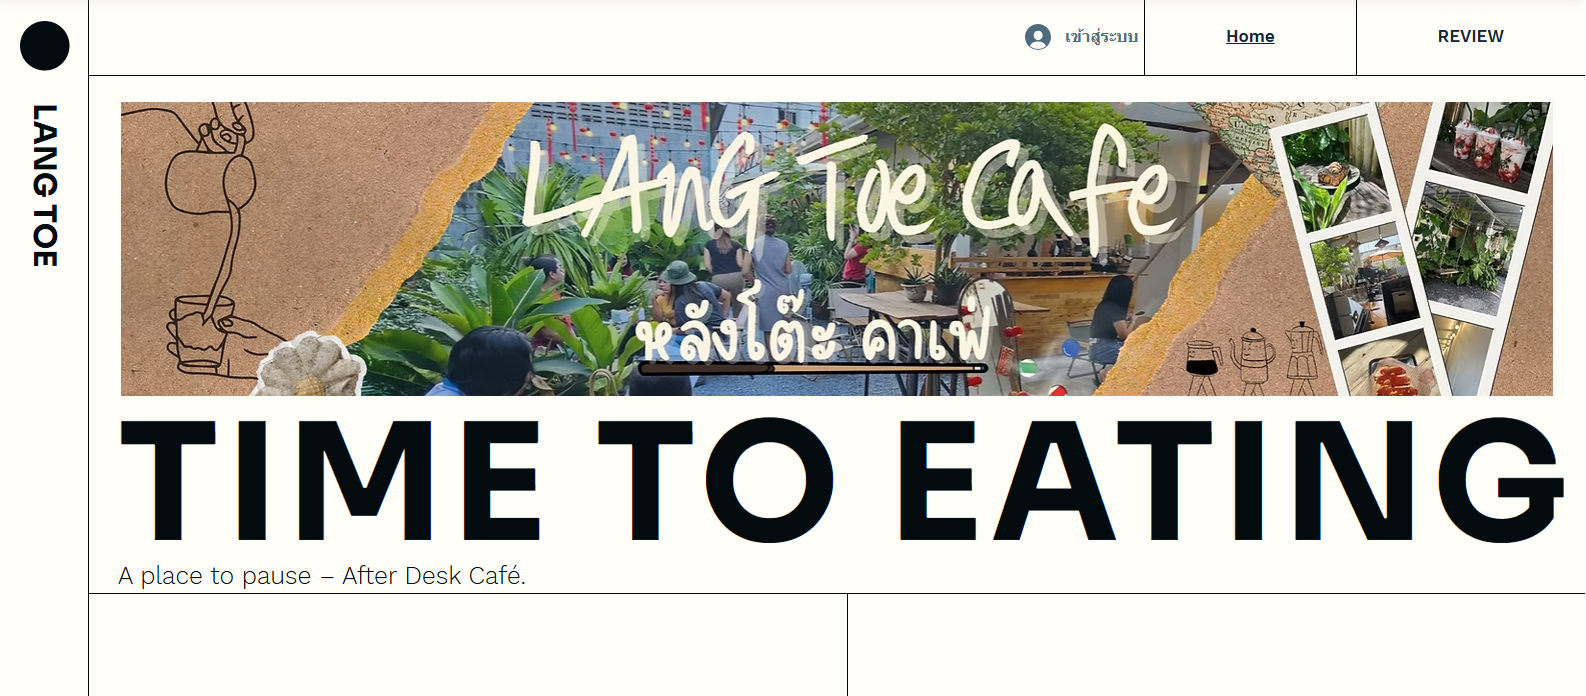 LANG TOE
เข้าสู่ระบบ
Home
REVIEW
LAnG Toe Cafe
หลังโต๊ะ คาเฟ่
TIME TO EATING
A place to pause – After Desk Café.